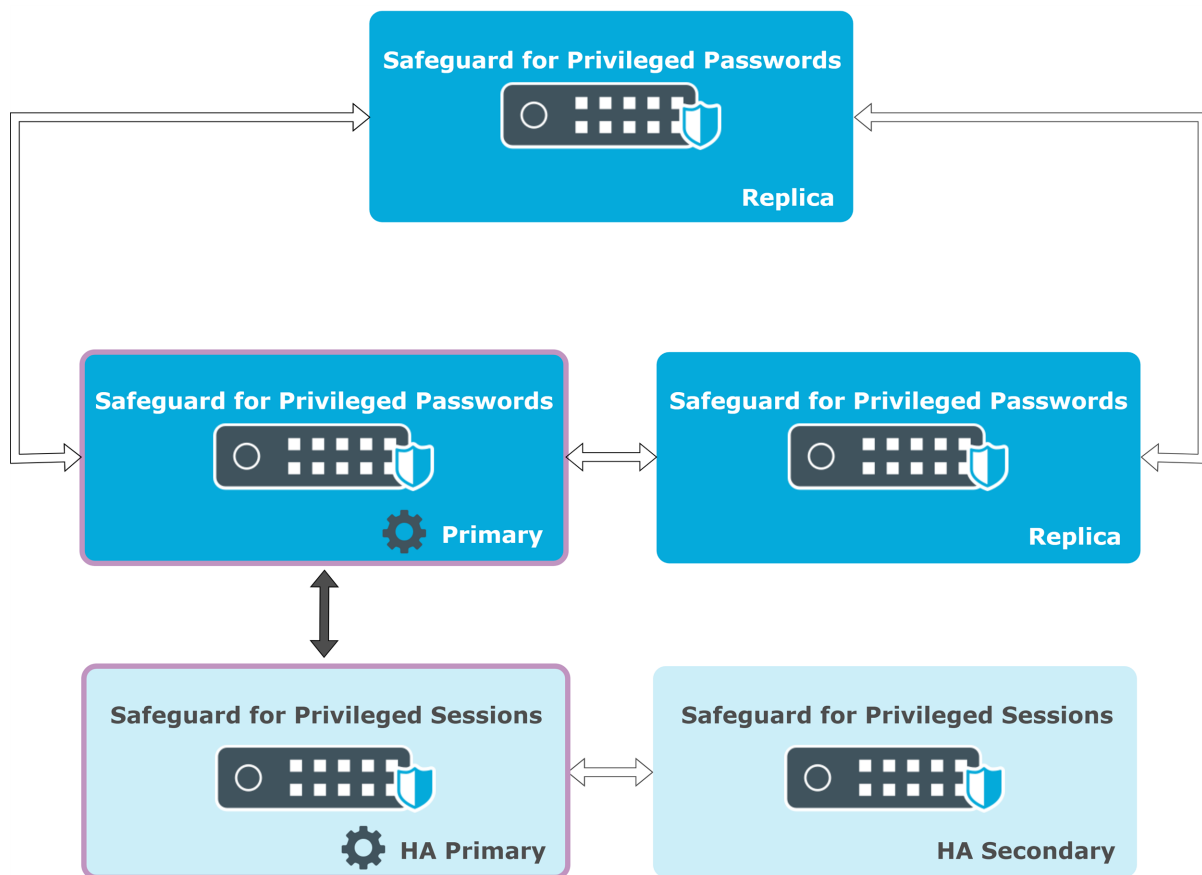 Safeguard for Privileged Passwords
Replica
Safeguard for Privileged Passwords
Primary
Safeguard for Privileged Passwords
Replica
Safeguard for Privileged Sessions
HA Primary
Safeguard for Privileged Sessions
HA Secondary